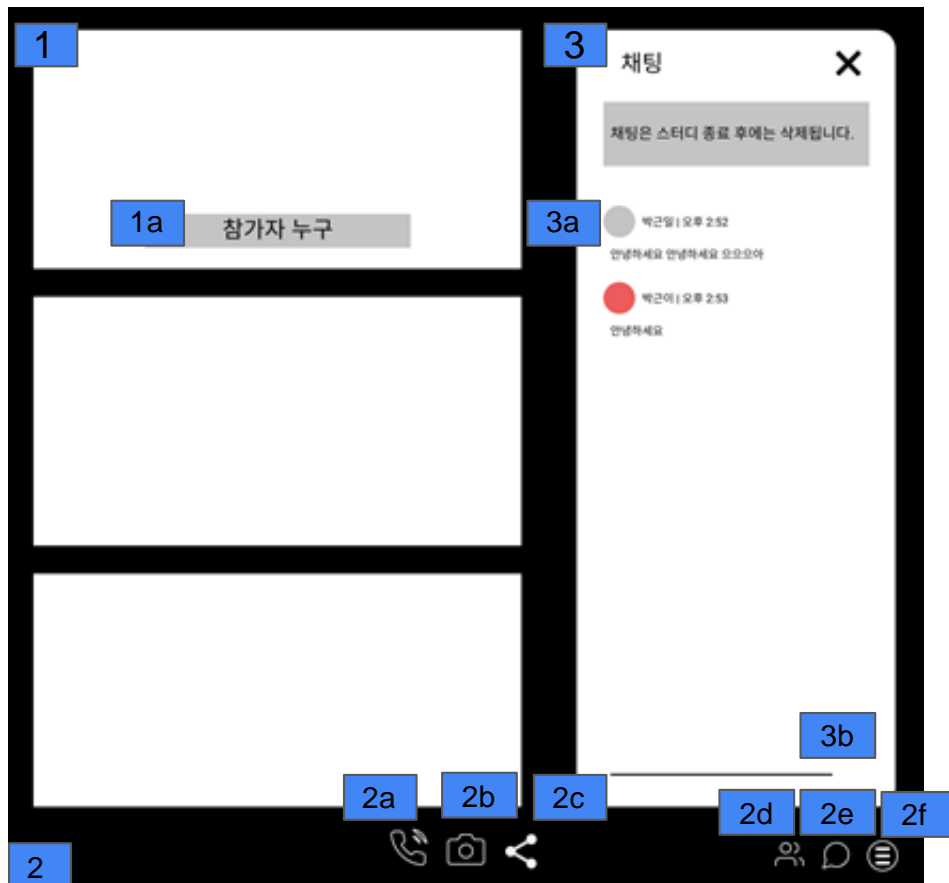 1
1a
참가자 누구
3
채팅
채팅은 스터디 종료 후에는 삭제됩니다.
3a
박근일 | 오후 2:52
안녕하세요 안녕하세요 으으으아
박근이 | 오후 2:53
안녕하세요
3b
2
2a
2b
2c
2d
2e
2f